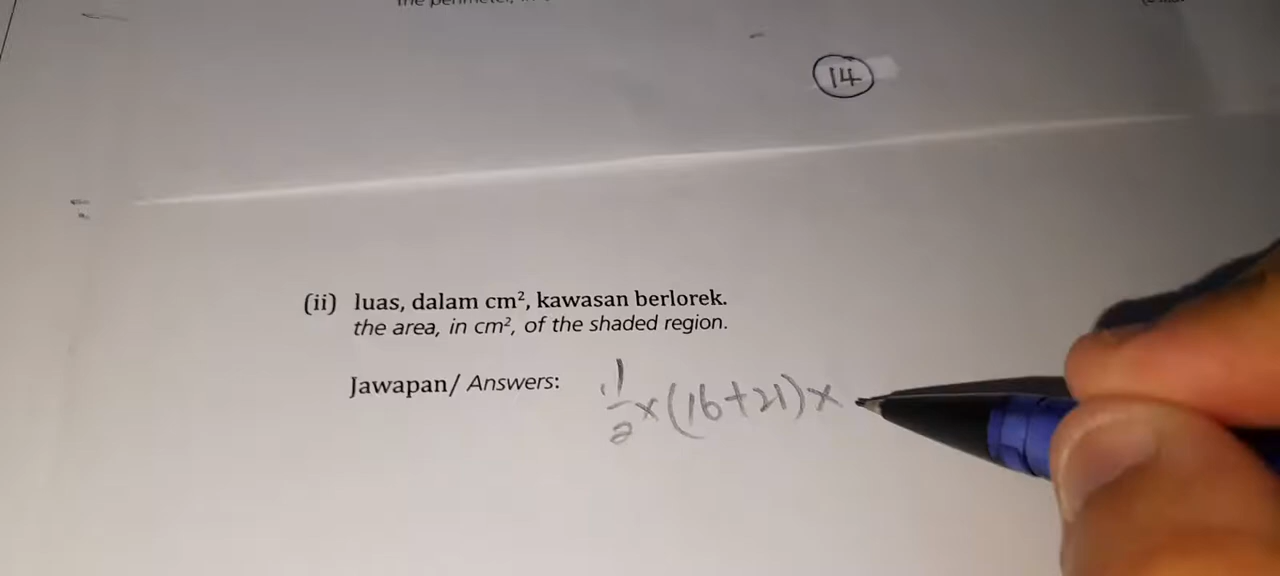 14
(ii) luas, dalam cm², kawasan berlorek.
the area, in cm², of the shaded region.
Jawapan/ Answers: 1/2 × (16+21) ×